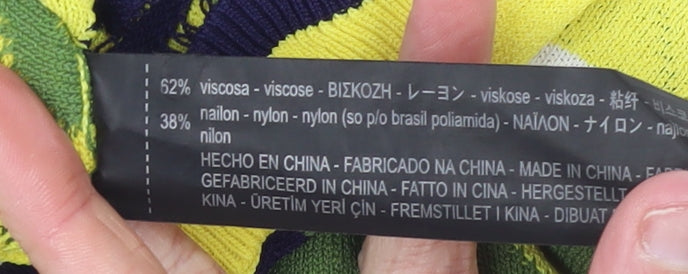 62% viscosa - viscose - ΒΙΣΚΟΖΗ - レーヨン - viskose - viskoza - 粘纤 -
38% nailon - nylon - nylon (so p/o brasil poliamida) - ΝΑΪΛΟΝ - ナイロン -
nilon
HECHO EN CHINA - FABRICADO NA CHINA - MADE IN CHINA -
GEFABRICEERD IN CHINA - FATTO IN CINA - HERGESTELLT
KINA - ÜRETİM YERİ ÇİN - FREMSTILLET I KINA - DIBUAT